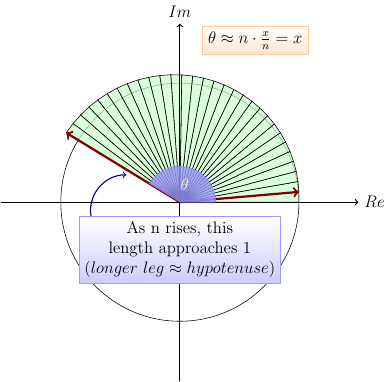 Im
θ ≈ n · x/n = x
θ
Re
As n rises, this
length approaches 1
(longer leg ≈ hypotenuse)